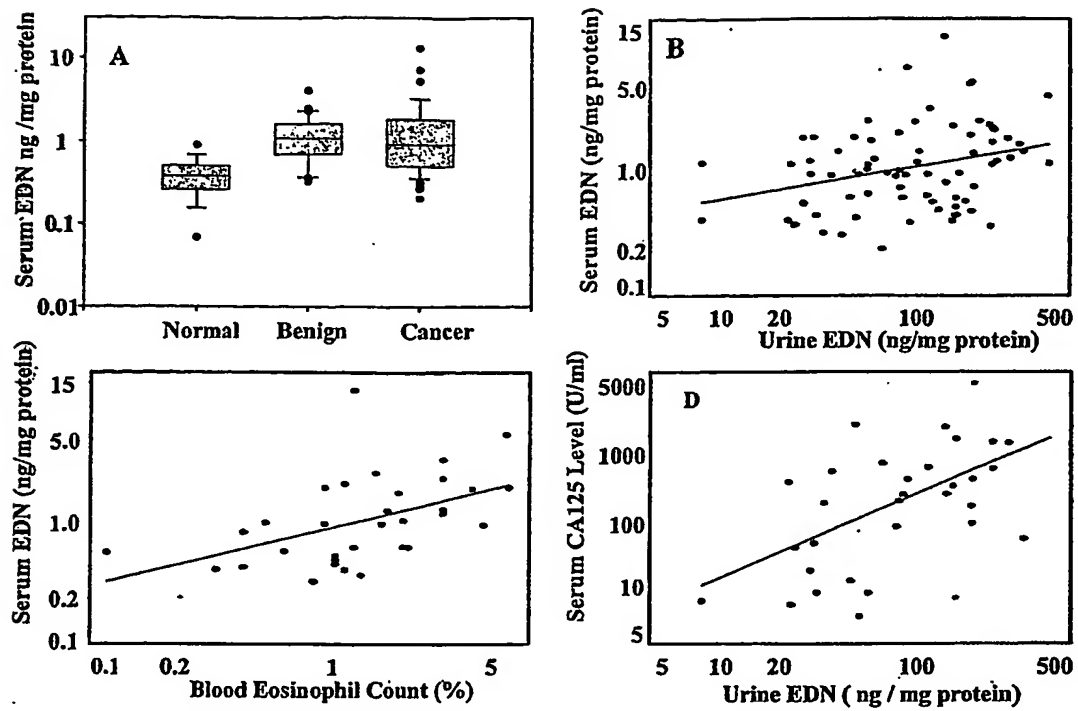 A
Serum EDN ng /mg protein
10
1
0.1
0.01
Normal Benign Cancer
B
Serum EDN (ng/mg protein)
15
5.0
1.0
0.2
0.1
5 10 20 100 500
Urine EDN (ng/mg protein)
Serum EDN (ng/mg protein)
15
5.0
1.0
0.2
0.1
0.1 0.2 1 5
Blood Eosinophil Count (%)
D
Serum CA125 Level (U/ml)
5000
1000
100
10
5
5 10 20 100 500
Urine EDN ( ng / mg protein)